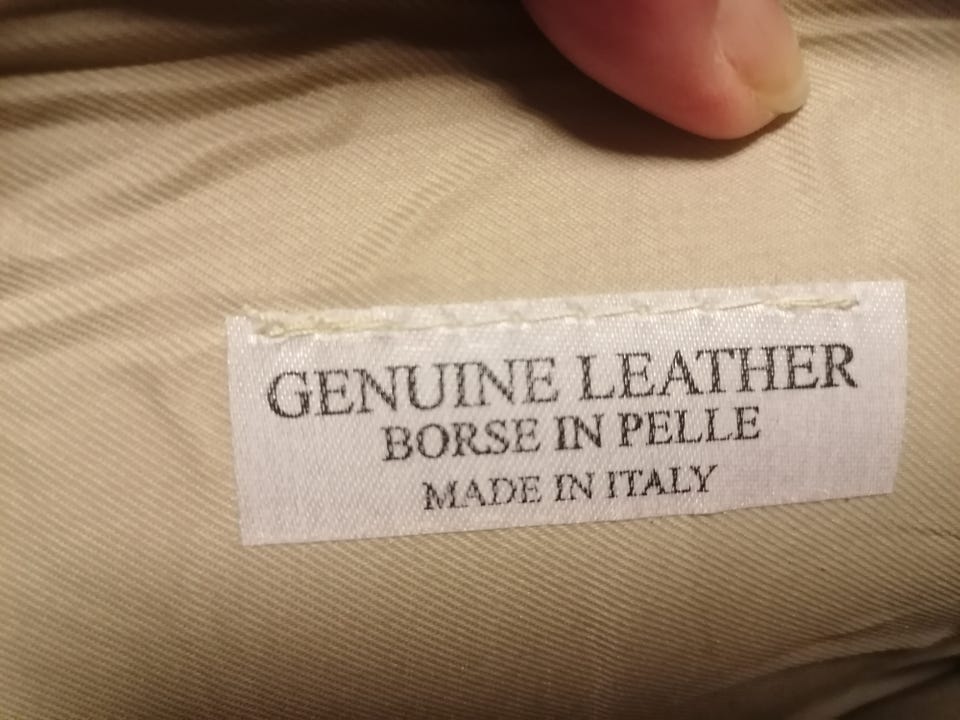 GENUINE LEATHER
BORSE IN PELLE
MADE IN ITALY